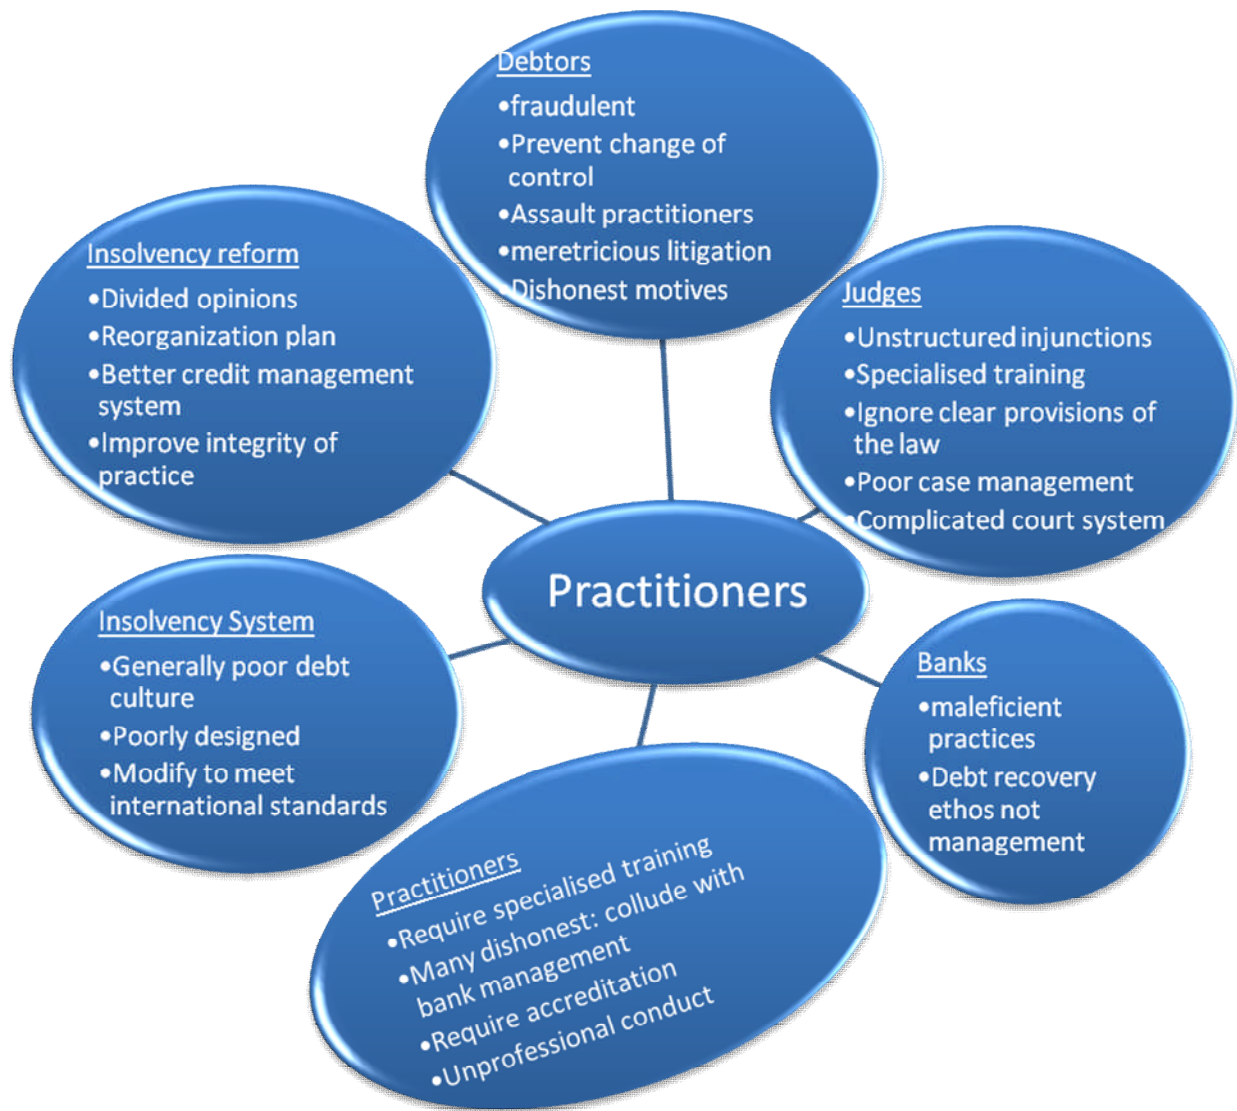 Debtors
•fraudulent
•Prevent change of
control
•Assault practitioners
•meretricious litigation
•Dishonest motives
Insolvency reform
•Divided opinions
•Reorganization plan
•Better credit management
system
•Improve integrity of
practice
Judges
•Unstructured injunctions
•Specialised training
•Ignore clear provisions of
the law
•Poor case management
•Complicated court system
Practitioners
Insolvency System
•Generally poor debt
culture
•Poorly designed
•Modify to meet
international standards
Banks
•maleficient
practices
•Debt recovery
ethos not
management
Practitioners
•Require specialised training
•Many dishonest: collude with
bank management
•Require accreditation
•Unprofessional conduct